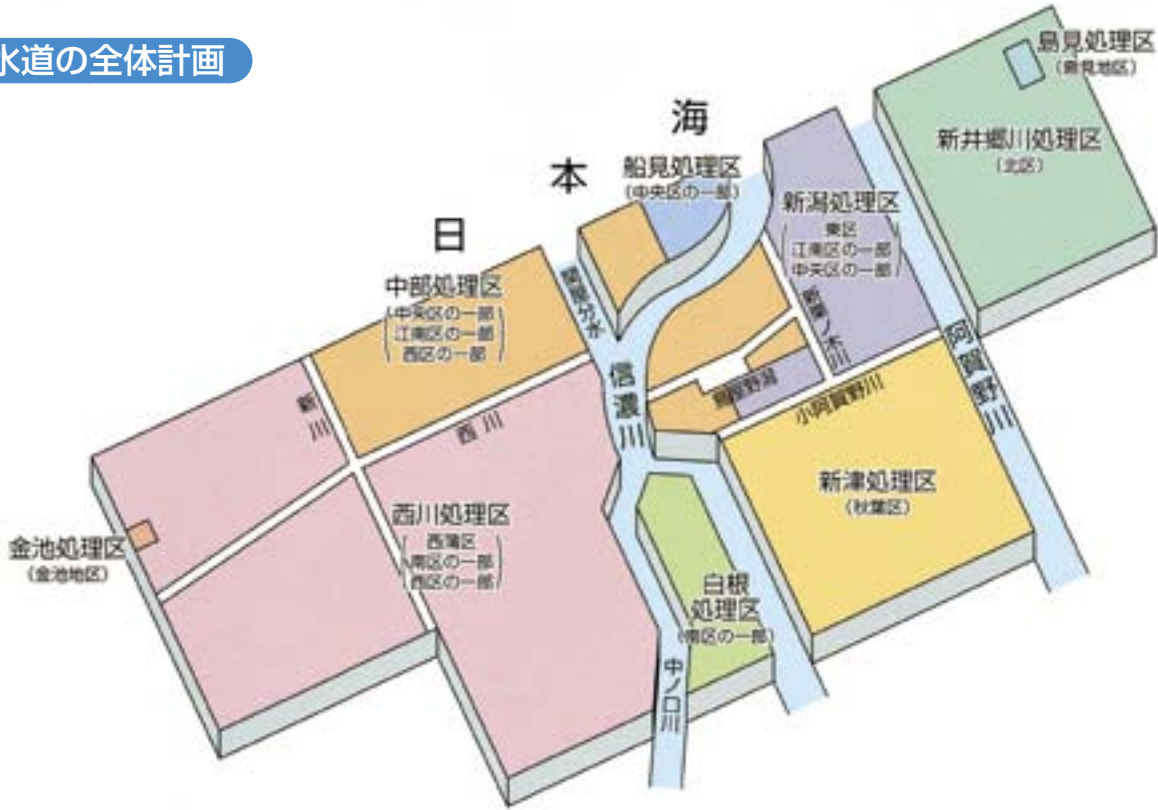 水道の全体計画
日本海
島見処理区
(島見地区)
新井郷川処理区
(北区)
船見処理区
(中央区の一部)
新潟処理区
東区
江南区の一部
中央区の一部
中部処理区
中央区の一部
江南区の一部
西区の一部
関屋分水
新栗ノ木川
阿賀野川
信濃川
鳥屋野潟
小阿賀野川
新川
西川
新津処理区
(秋葉区)
西川処理区
西蒲区
南区の一部
西区の一部
金池処理区
(金池地区)
白根
処理区
(南区の一部)
中ノ口川